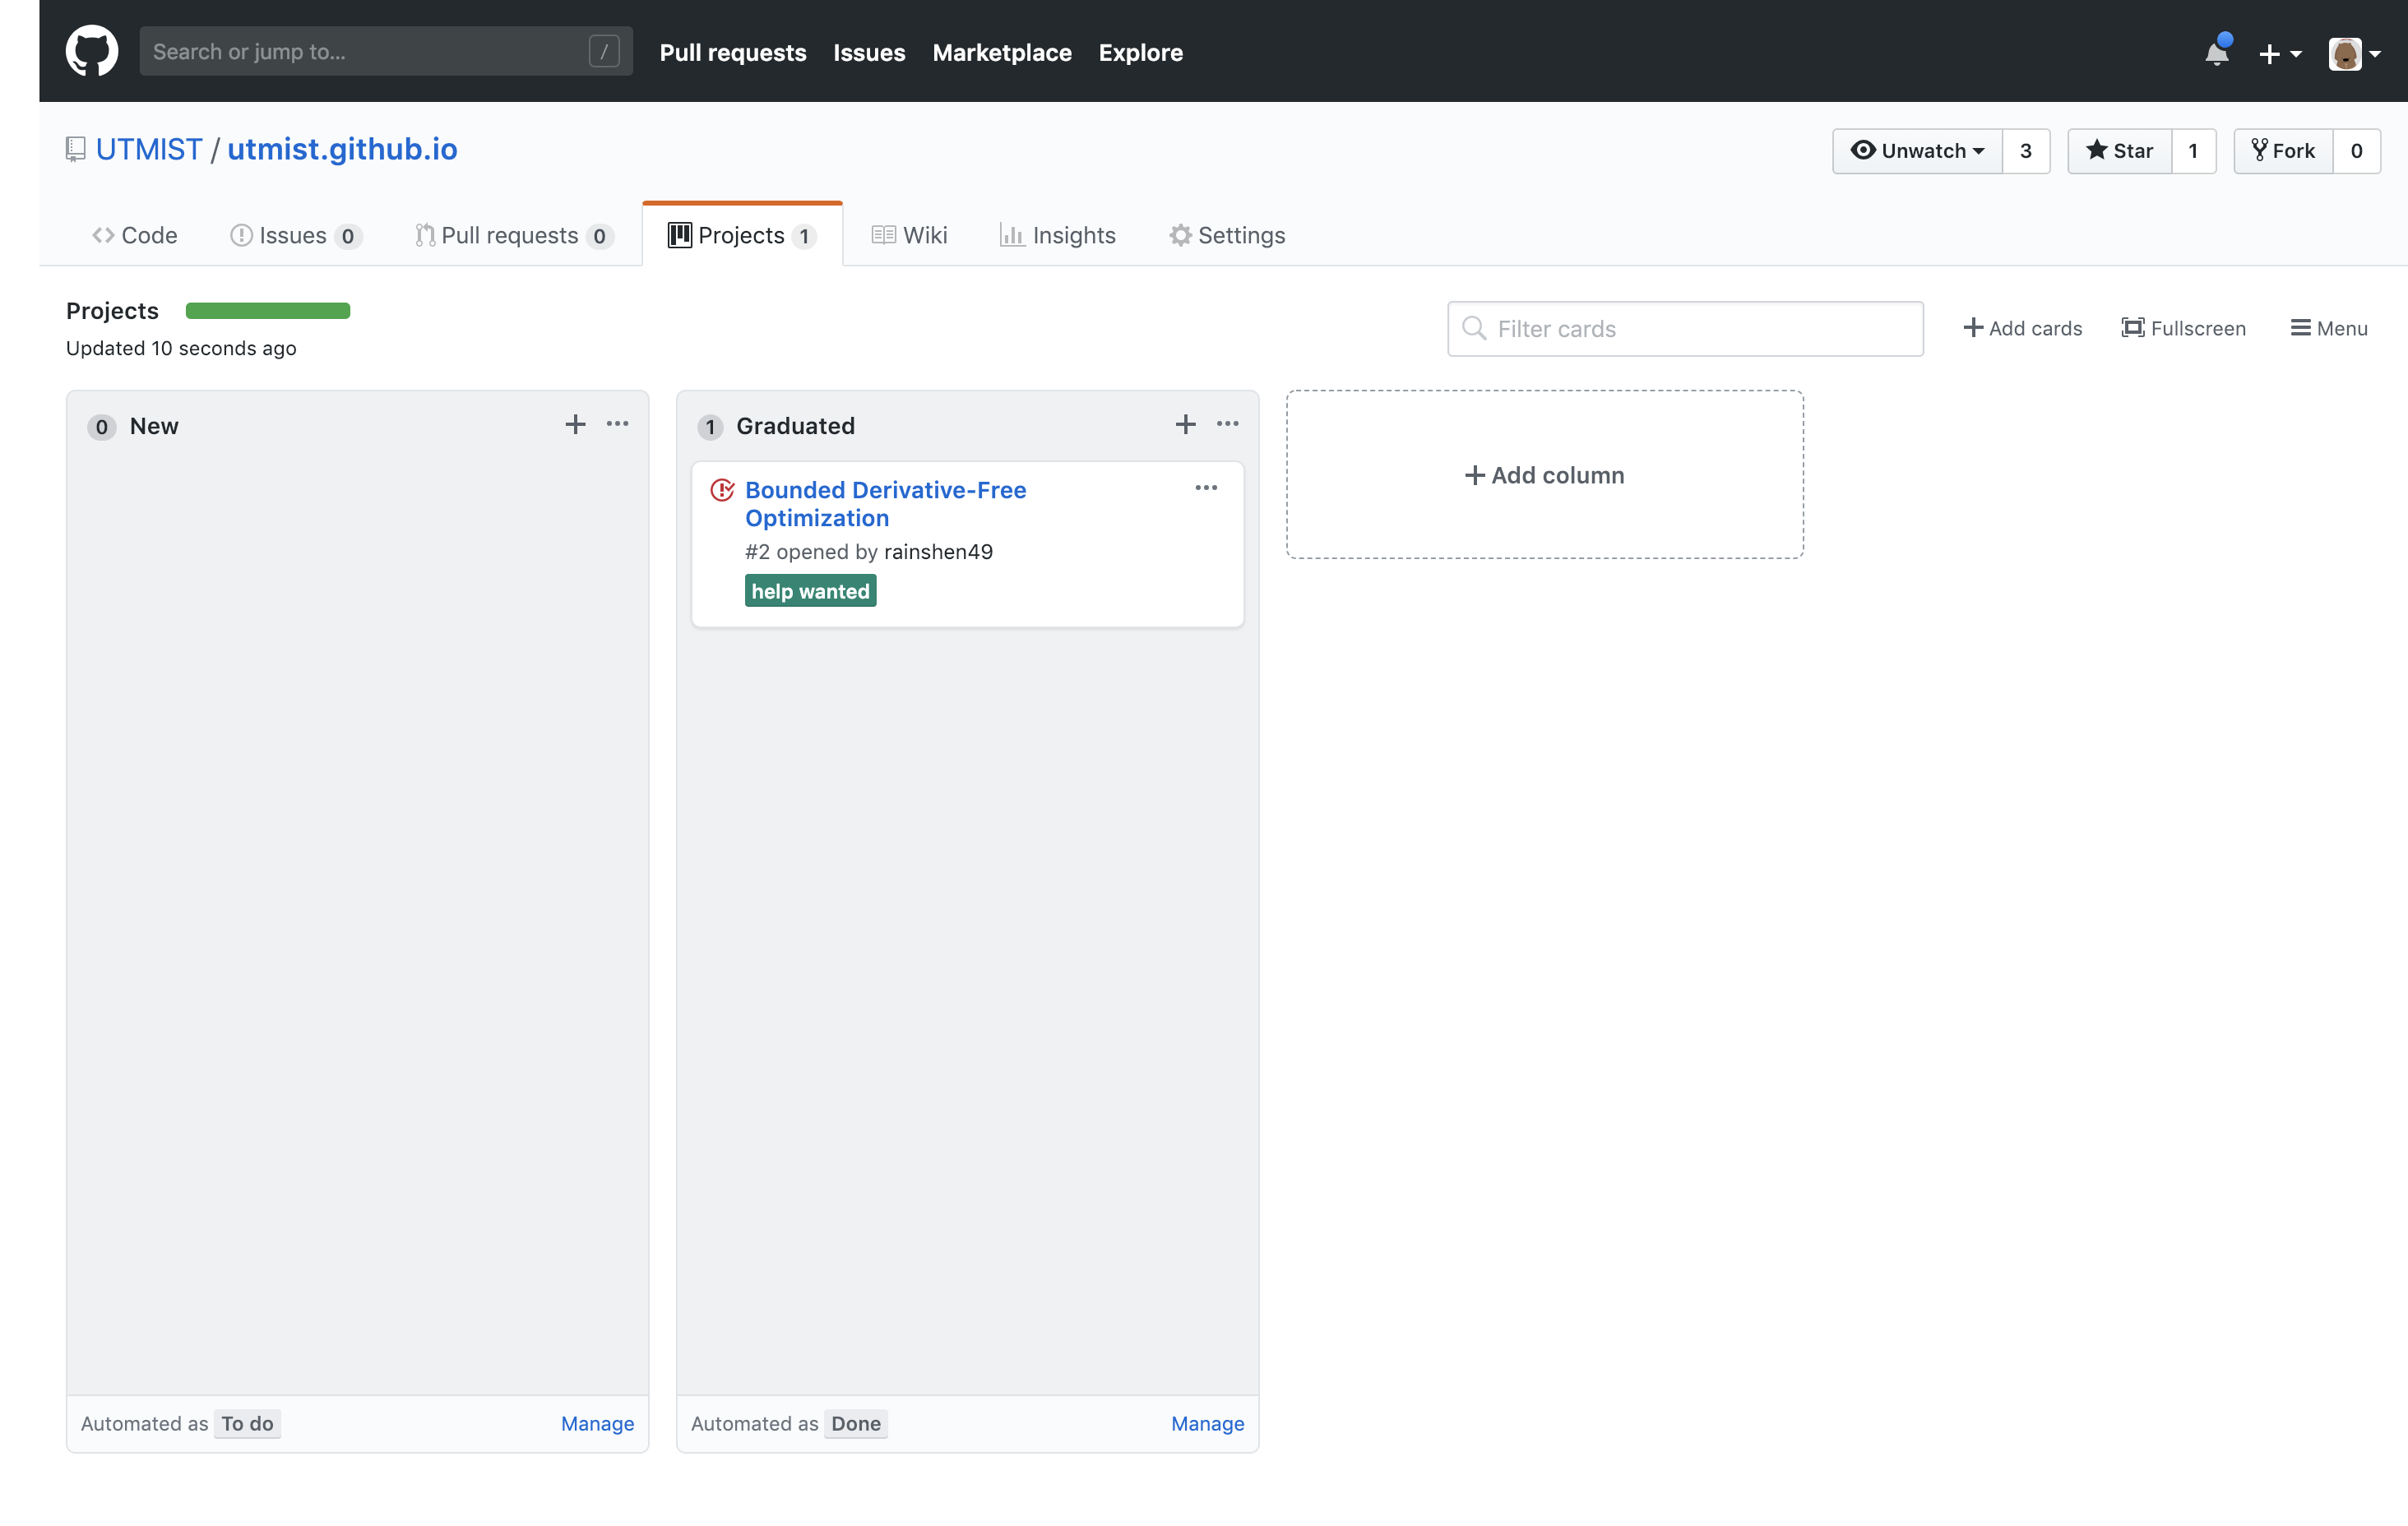 Search or jump to... /
Pull requests Issues Marketplace Explore
UTMIST / utmist.github.io
Unwatch 3 Star 1 Fork 0
Code Issues 0 Pull requests 0 Projects 1 Wiki Insights Settings
Projects
Updated 10 seconds ago
Filter cards
Add cards Fullscreen Menu
0 New
1 Graduated
Bounded Derivative-Free
Optimization
#2 opened by rainshen49
help wanted
Add column
Automated as To do Manage
Automated as Done Manage